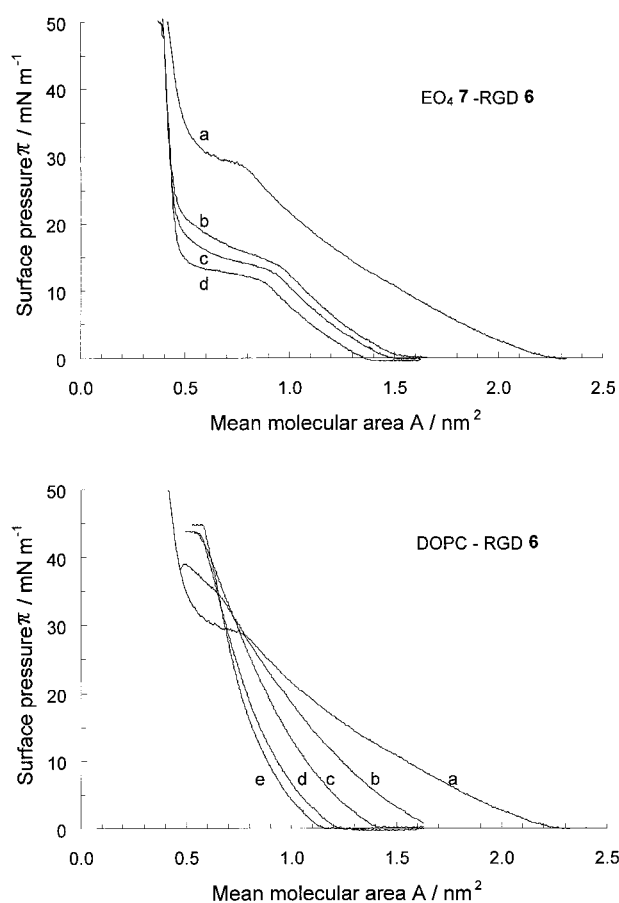 50
40
30
20
10
0
Surface pressure π / mN m⁻¹
EO₄ 7 -RGD 6
a
b
c
d
0.0 0.5 1.0 1.5 2.0 2.5
Mean molecular area A / nm²
50
40
30
20
10
0
Surface pressure π / mN m⁻¹
DOPC - RGD 6
e d c b a
0.0 0.5 1.0 1.5 2.0 2.5
Mean molecular area A / nm²